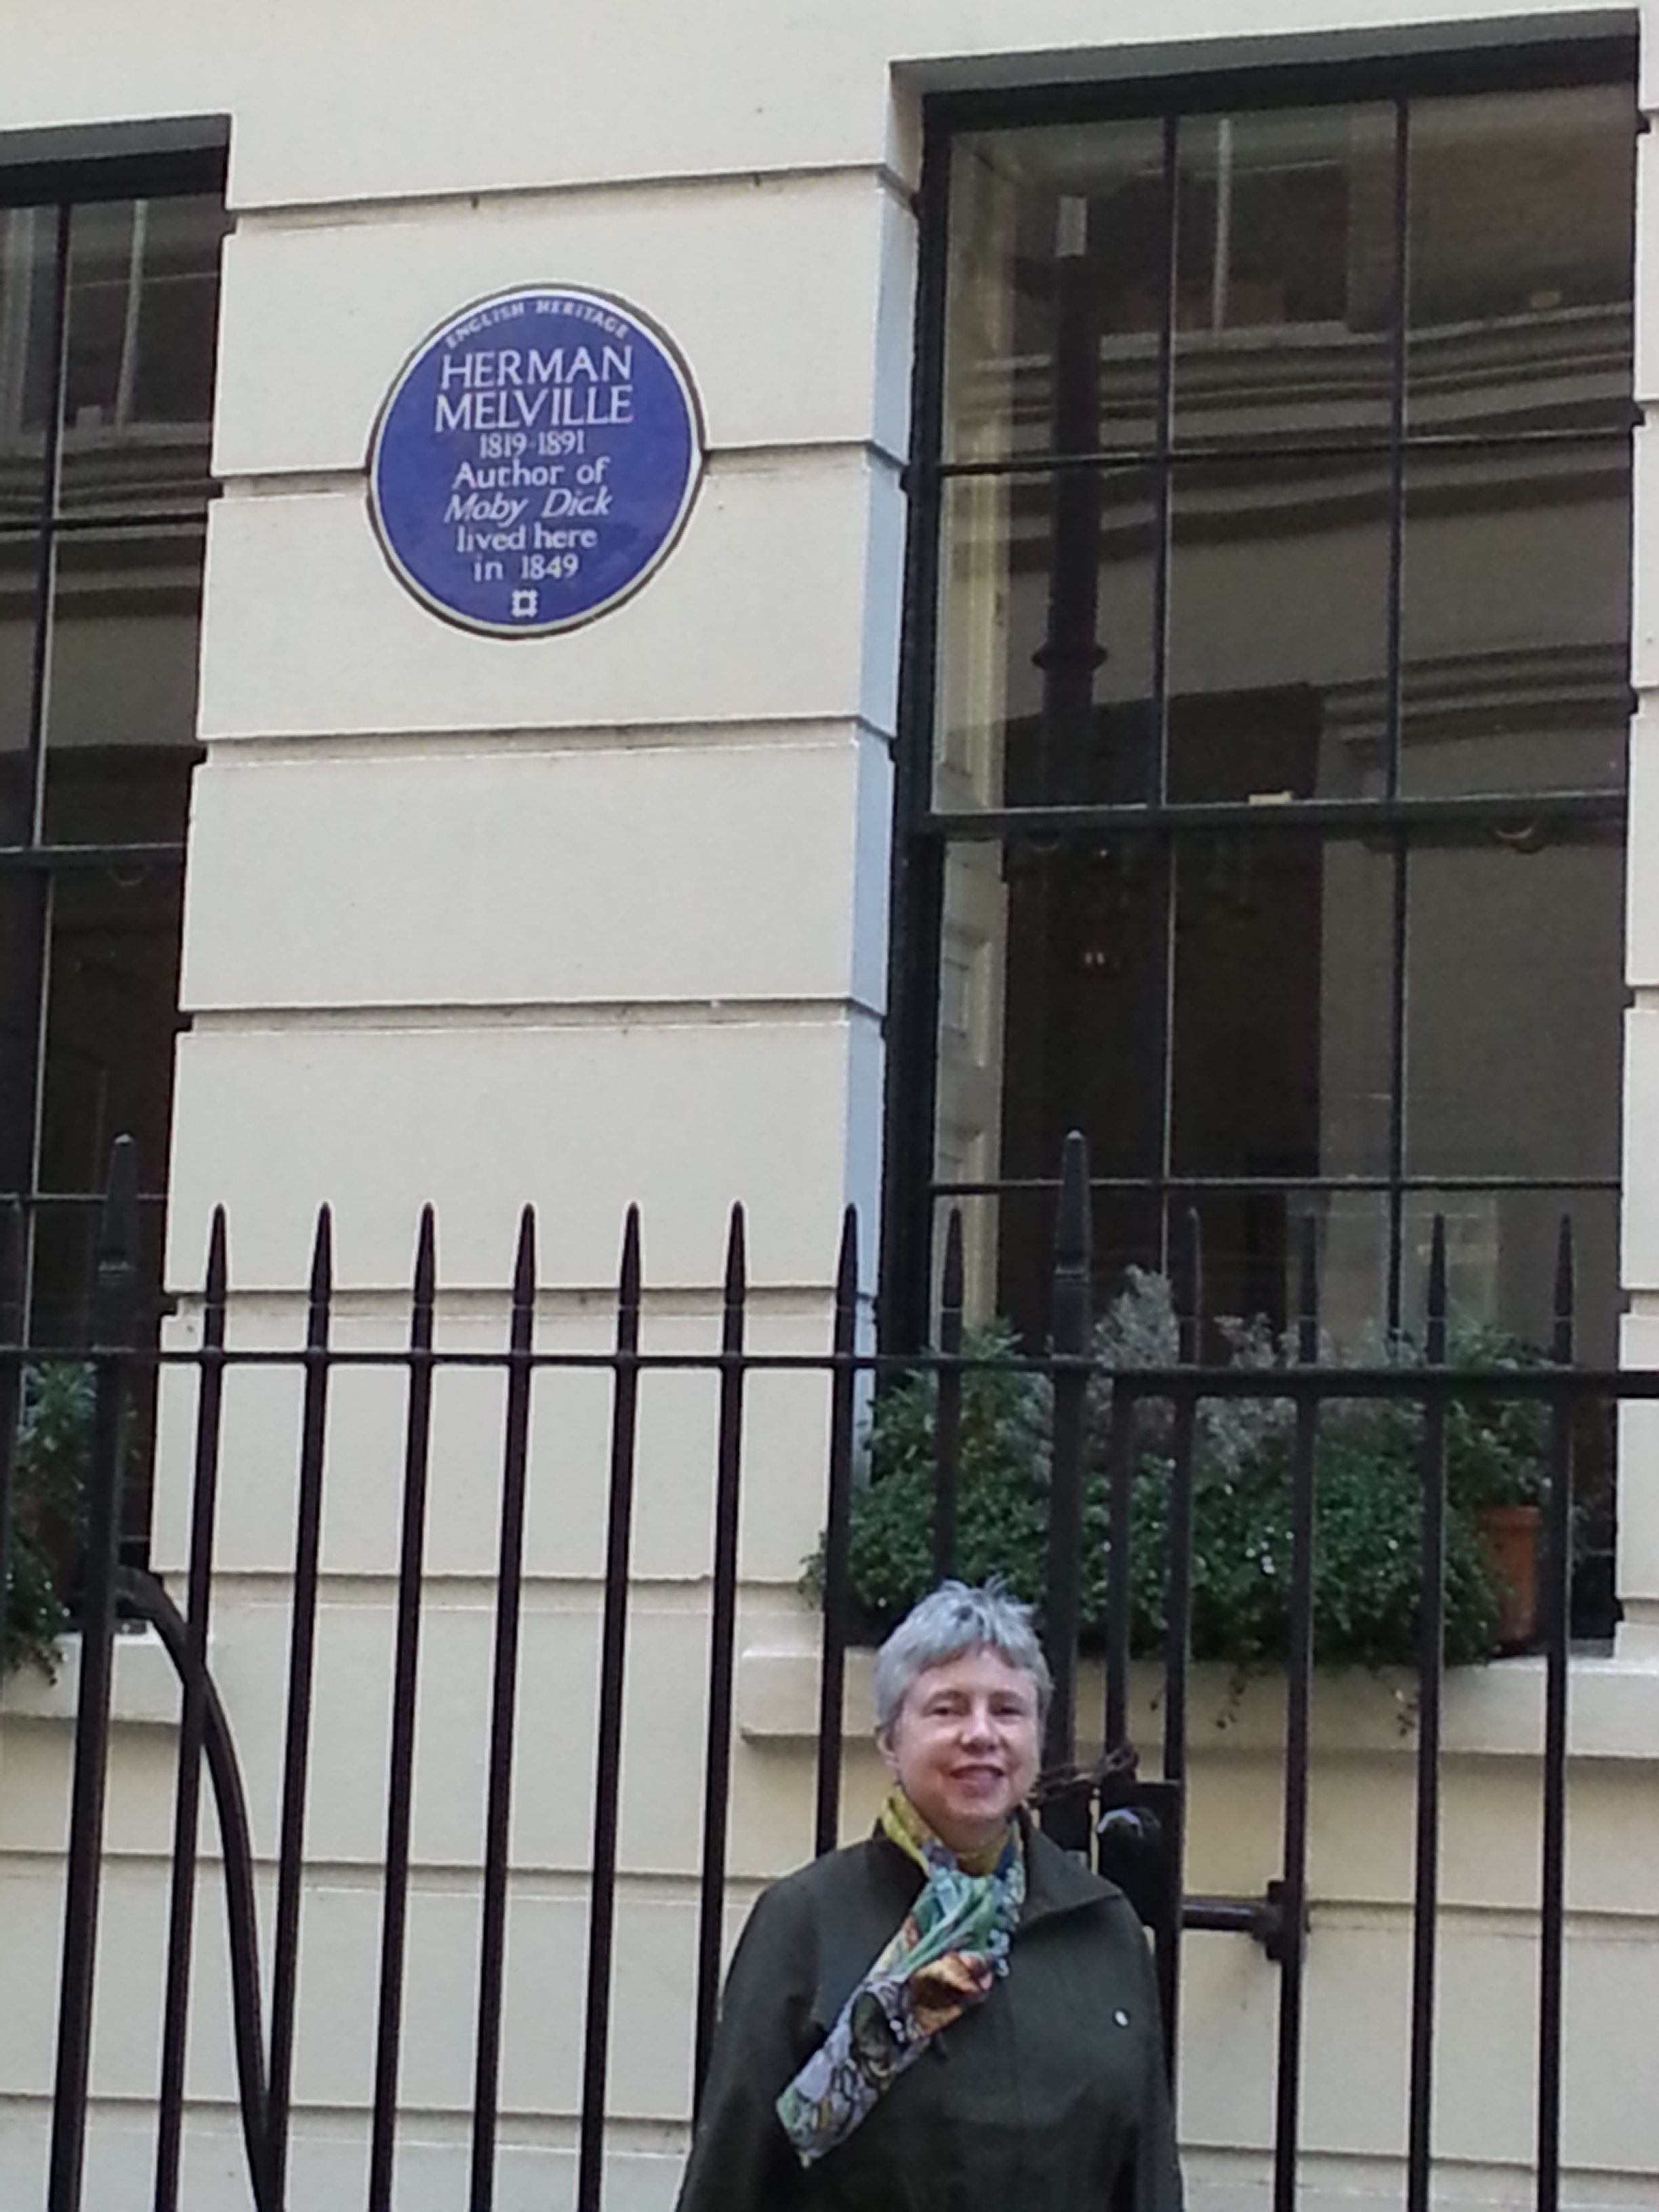 ENGLISH HERITAGE
HERMAN
MELVILLE
1819-1891
Author of
Moby Dick
lived here
in 1849